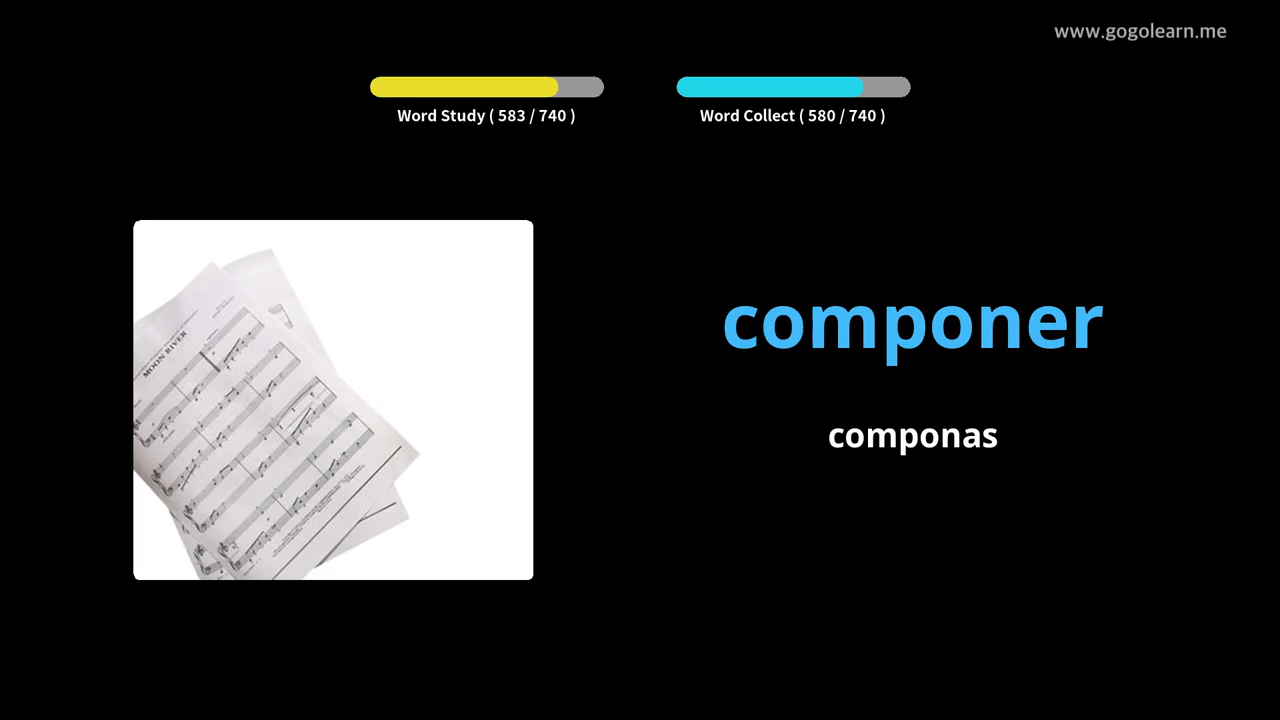 www.gogolearn.me
Word Study ( 583 / 740 )
Word Collect ( 580 / 740 )
MOON RIVER
componer
componas